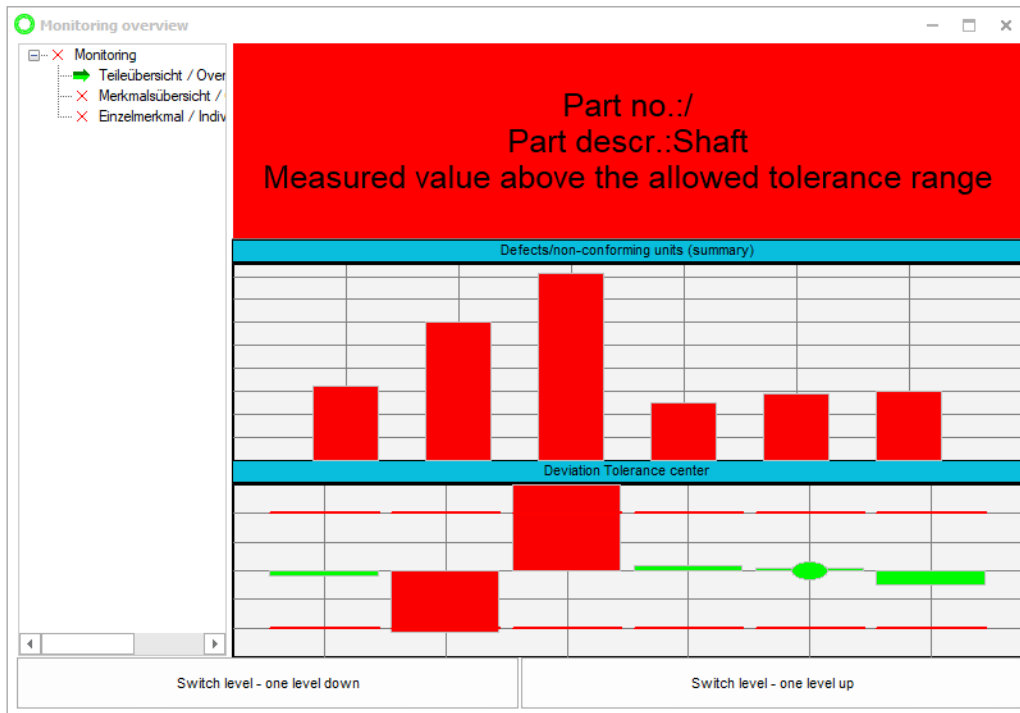 Monitoring overview
Monitoring
Teileübersicht / Over
Merkmalsübersicht /
Einzelmerkmal / Indiv
Part no.:/
Part descr.:Shaft
Measured value above the allowed tolerance range
Defects/non-conforming units (summary)
Deviation Tolerance center
Switch level - one level down
Switch level - one level up